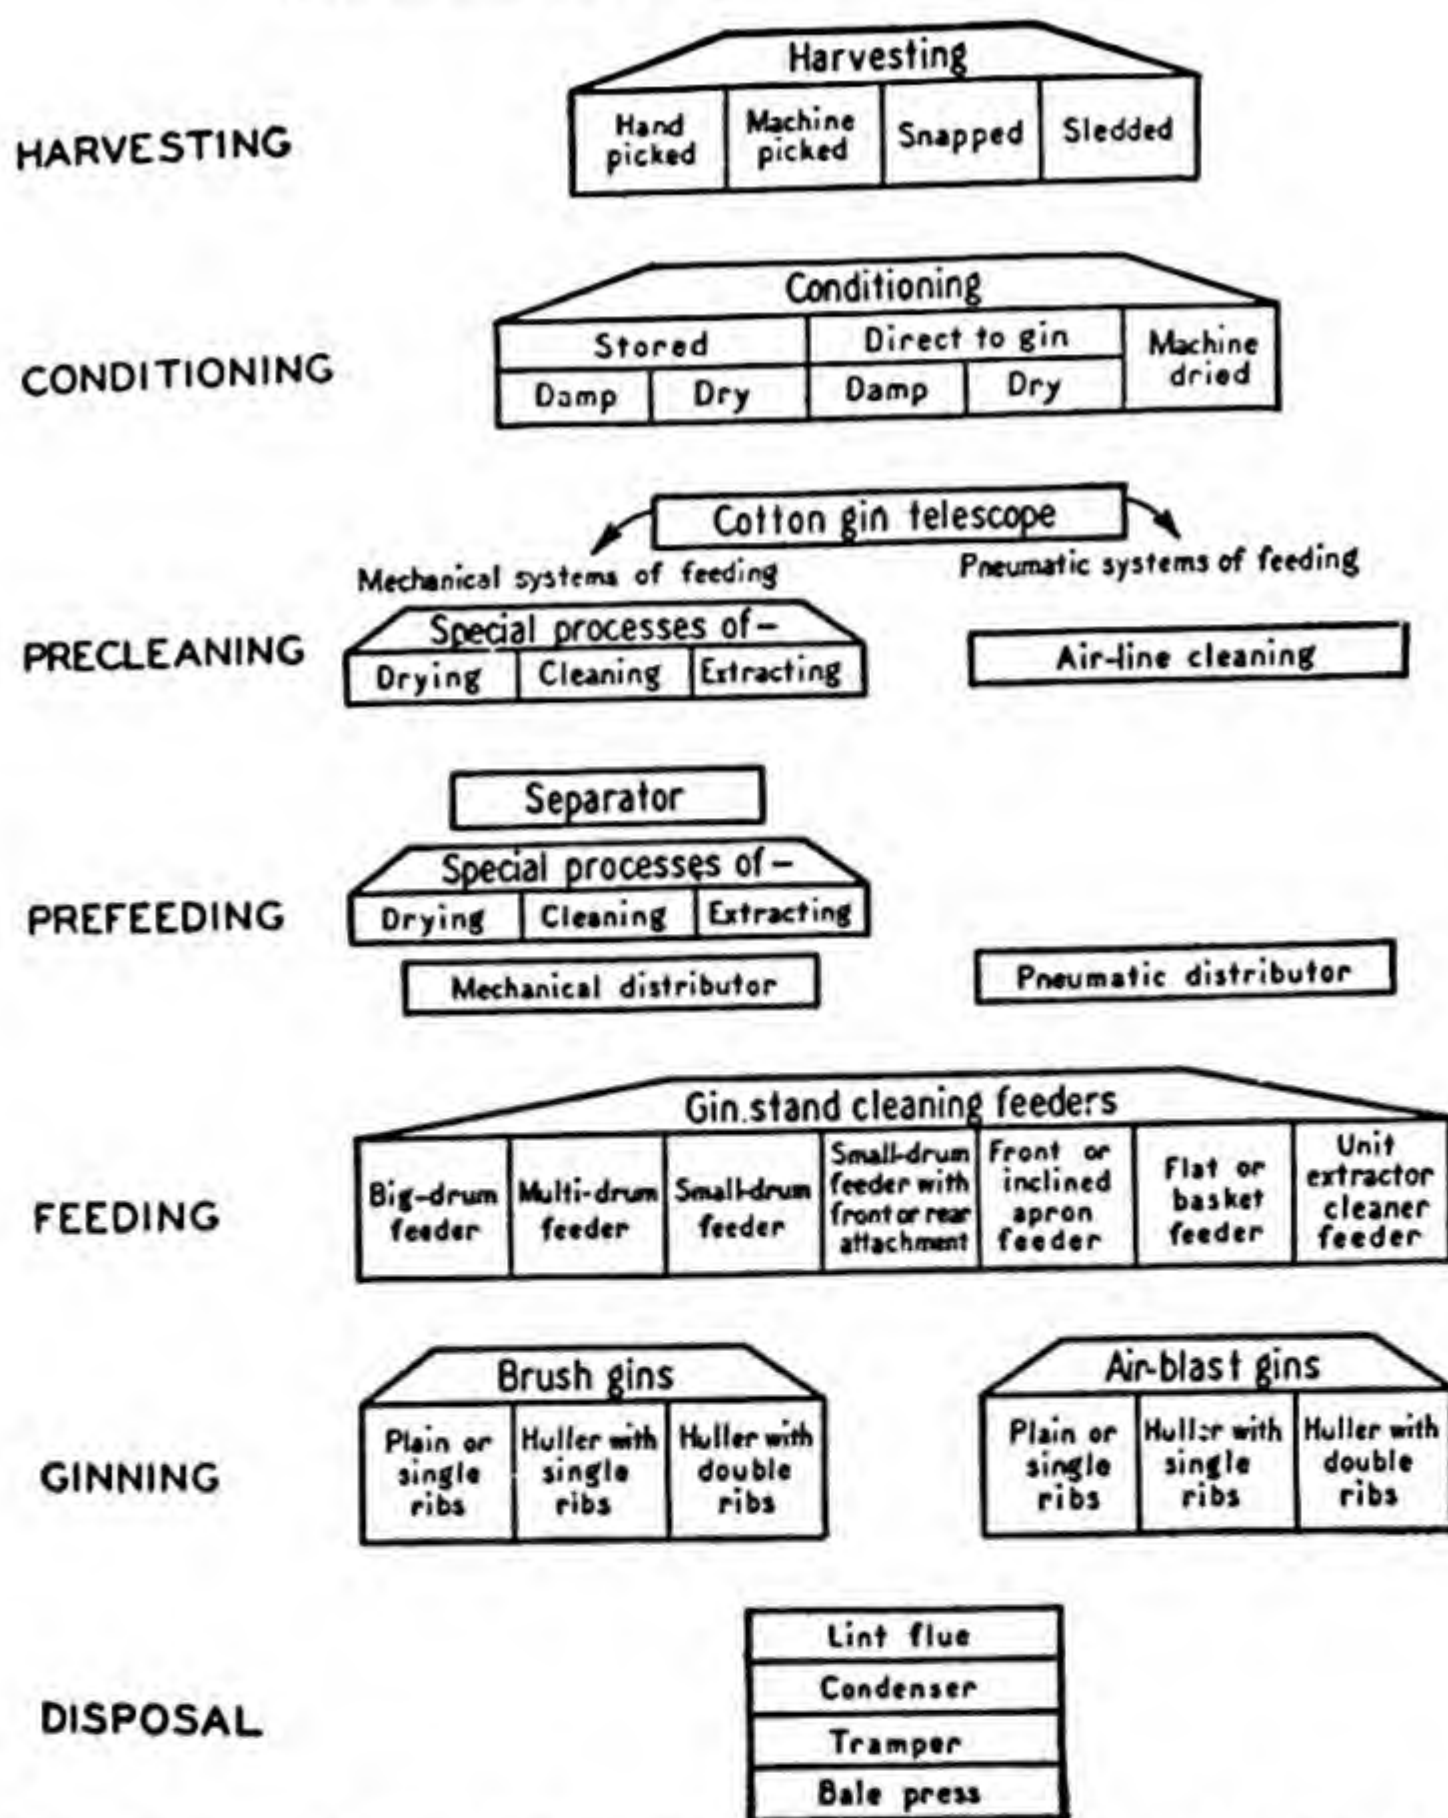 HARVESTING
Harvesting
Hand
picked
Machine
picked
Snapped
Sledded
CONDITIONING
Conditioning
Stored
Direct to gin
Machine
dried
Damp
Dry
Damp
Dry
Cotton gin telescope
Mechanical systems of feeding
Pneumatic systems of feeding
PRECLEANING
Special processes of—
Drying
Cleaning
Extracting
Air-line cleaning
Separator
PREFEEDING
Special processes of—
Drying
Cleaning
Extracting
Mechanical distributor
Pneumatic distributor
FEEDING
Gin.stand cleaning feeders
Big-drum
feeder
Multi-drum
feeder
Small-drum
feeder
Small-drum
feeder with
front or rear
attachment
Front or
inclined
apron
feeder
Flat or
basket
feeder
Unit
extractor
cleaner
feeder
GINNING
Brush gins
Plain or
single
ribs
Huller with
single
ribs
Huller with
double
ribs
Air-blast gins
Plain or
single
ribs
Huller with
single
ribs
Huller with
double
ribs
DISPOSAL
Lint flue
Condenser
Tramper
Bale press